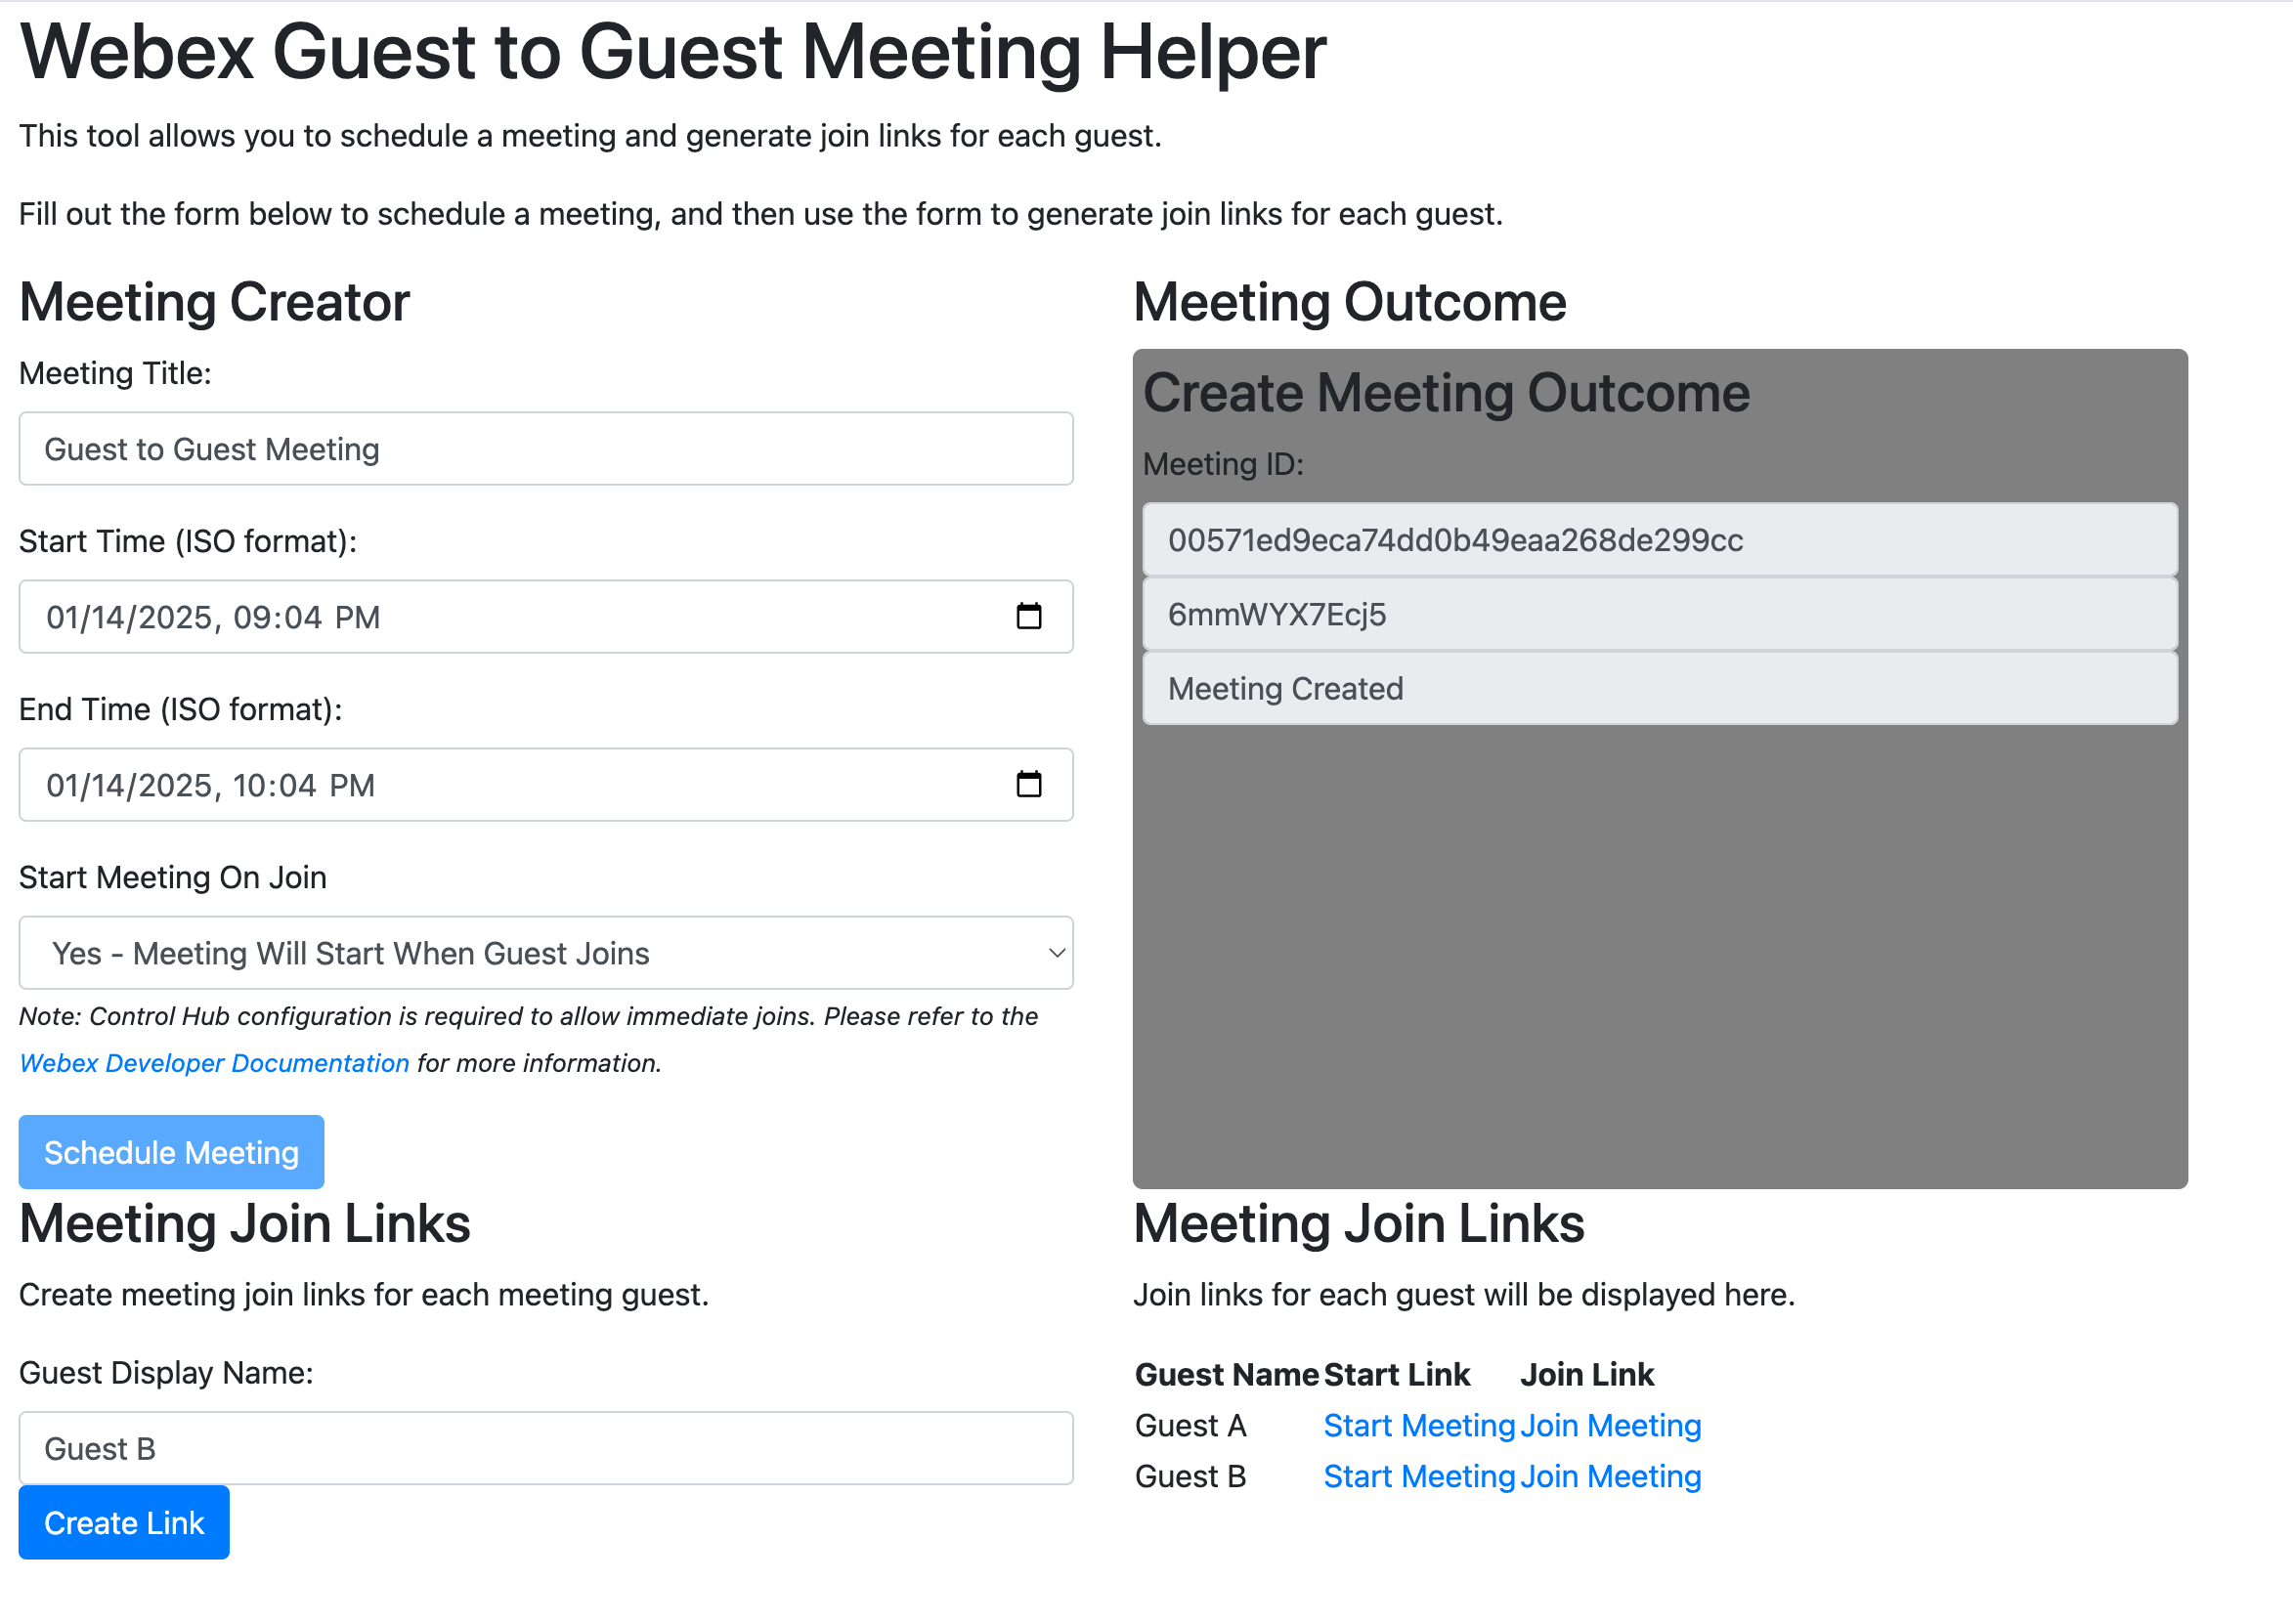 Webex Guest to Guest Meeting Helper
This tool allows you to schedule a meeting and generate join links for each guest.
Fill out the form below to schedule a meeting, and then use the form to generate join links for each guest.
Meeting Creator
Meeting Title:
Guest to Guest Meeting
Start Time (ISO format):
01/14/2025, 09:04 PM
End Time (ISO format):
01/14/2025, 10:04 PM
Start Meeting On Join
Yes - Meeting Will Start When Guest Joins
Note: Control Hub configuration is required to allow immediate joins. Please refer to the
Webex Developer Documentation for more information.
Schedule Meeting
Meeting Outcome
Create Meeting Outcome
Meeting ID:
00571ed9eca74dd0b49eaa268de299cc
6mmWYX7Ecj5
Meeting Created
Meeting Join Links
Create meeting join links for each meeting guest.
Guest Display Name:
Guest B
Create Link
Meeting Join Links
Join links for each guest will be displayed here.
Guest Name Start Link Join Link
Guest A Start Meeting Join Meeting
Guest B Start Meeting Join Meeting